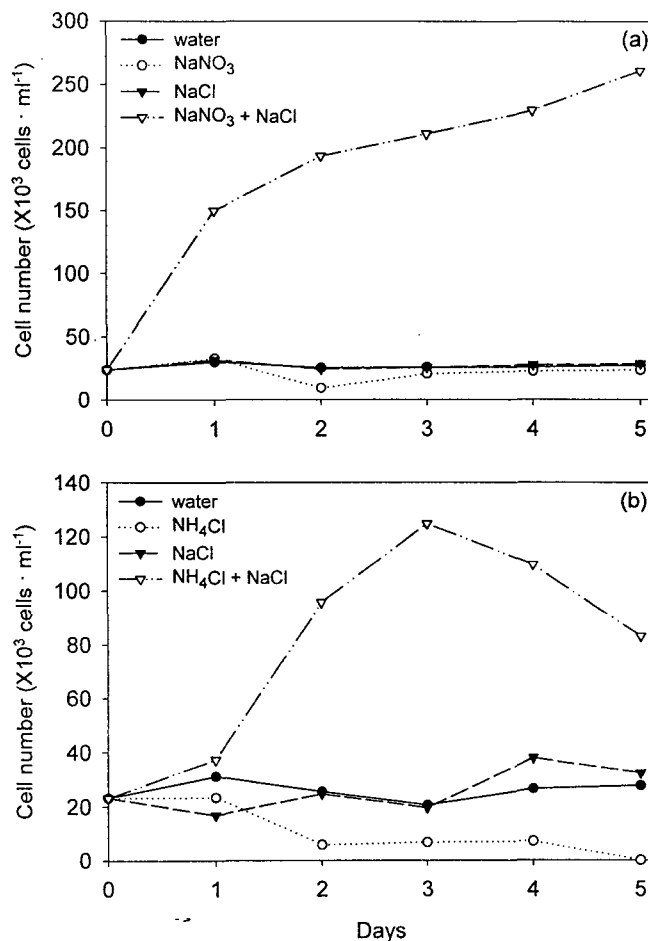 (a)
water
NaNO3
NaCl
NaNO3 + NaCl
Cell number (X10³ cells · ml⁻¹)
300
250
200
150
100
50
0
0 1 2 3 4 5
(b)
water
NH4Cl
NaCl
NH4Cl + NaCl
Cell number (X10³ cells · ml⁻¹)
140
120
100
80
60
40
20
0
0 1 2 3 4 5
Days